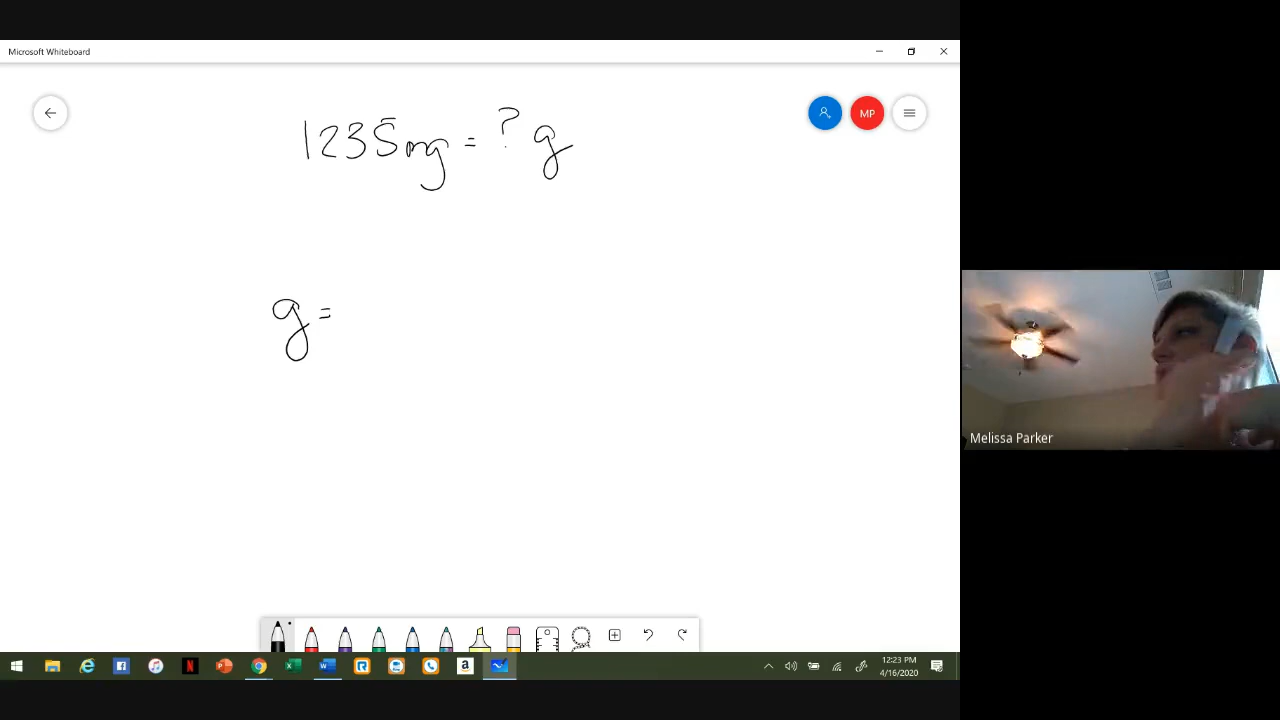 Microsoft Whiteboard
MP
1235mg = ? g
g =
Melissa Parker
12:23 PM
4/16/2020